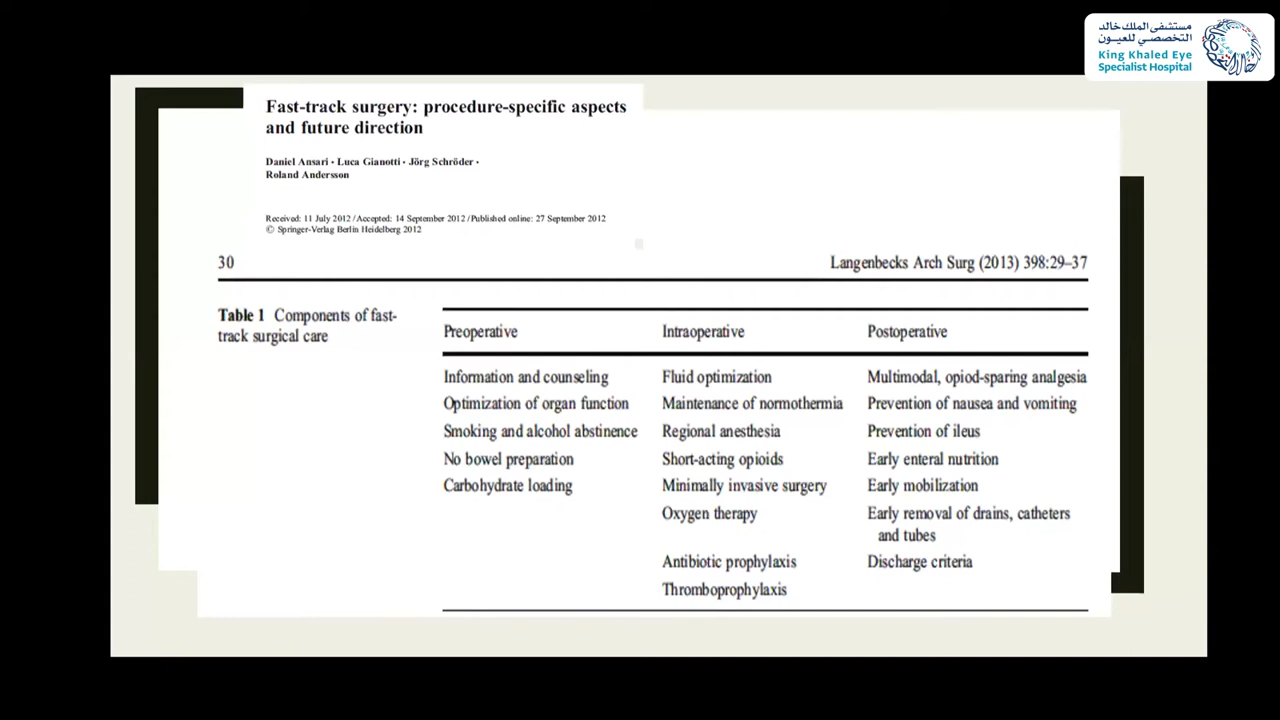 مستشفى الملك خالد
التخصصي للعيون
King Khaled Eye
Specialist Hospital
Fast-track surgery: procedure-specific aspects
and future direction
Daniel Ansari · Luca Gianotti · Jörg Schröder ·
Roland Andersson
Received: 11 July 2012 / Accepted: 14 September 2012 / Published online: 27 September 2012
© Springer-Verlag Berlin Heidelberg 2012
30 Langenbecks Arch Surg (2013) 398:29–37
Table 1 Components of fast-
track surgical care
Preoperative Intraoperative Postoperative
Information and counseling Fluid optimization Multimodal, opiod-sparing analgesia
Optimization of organ function Maintenance of normothermia Prevention of nausea and vomiting
Smoking and alcohol abstinence Regional anesthesia Prevention of ileus
No bowel preparation Short-acting opioids Early enteral nutrition
Carbohydrate loading Minimally invasive surgery Early mobilization
Oxygen therapy Early removal of drains, catheters
and tubes
Antibiotic prophylaxis Discharge criteria
Thromboprophylaxis